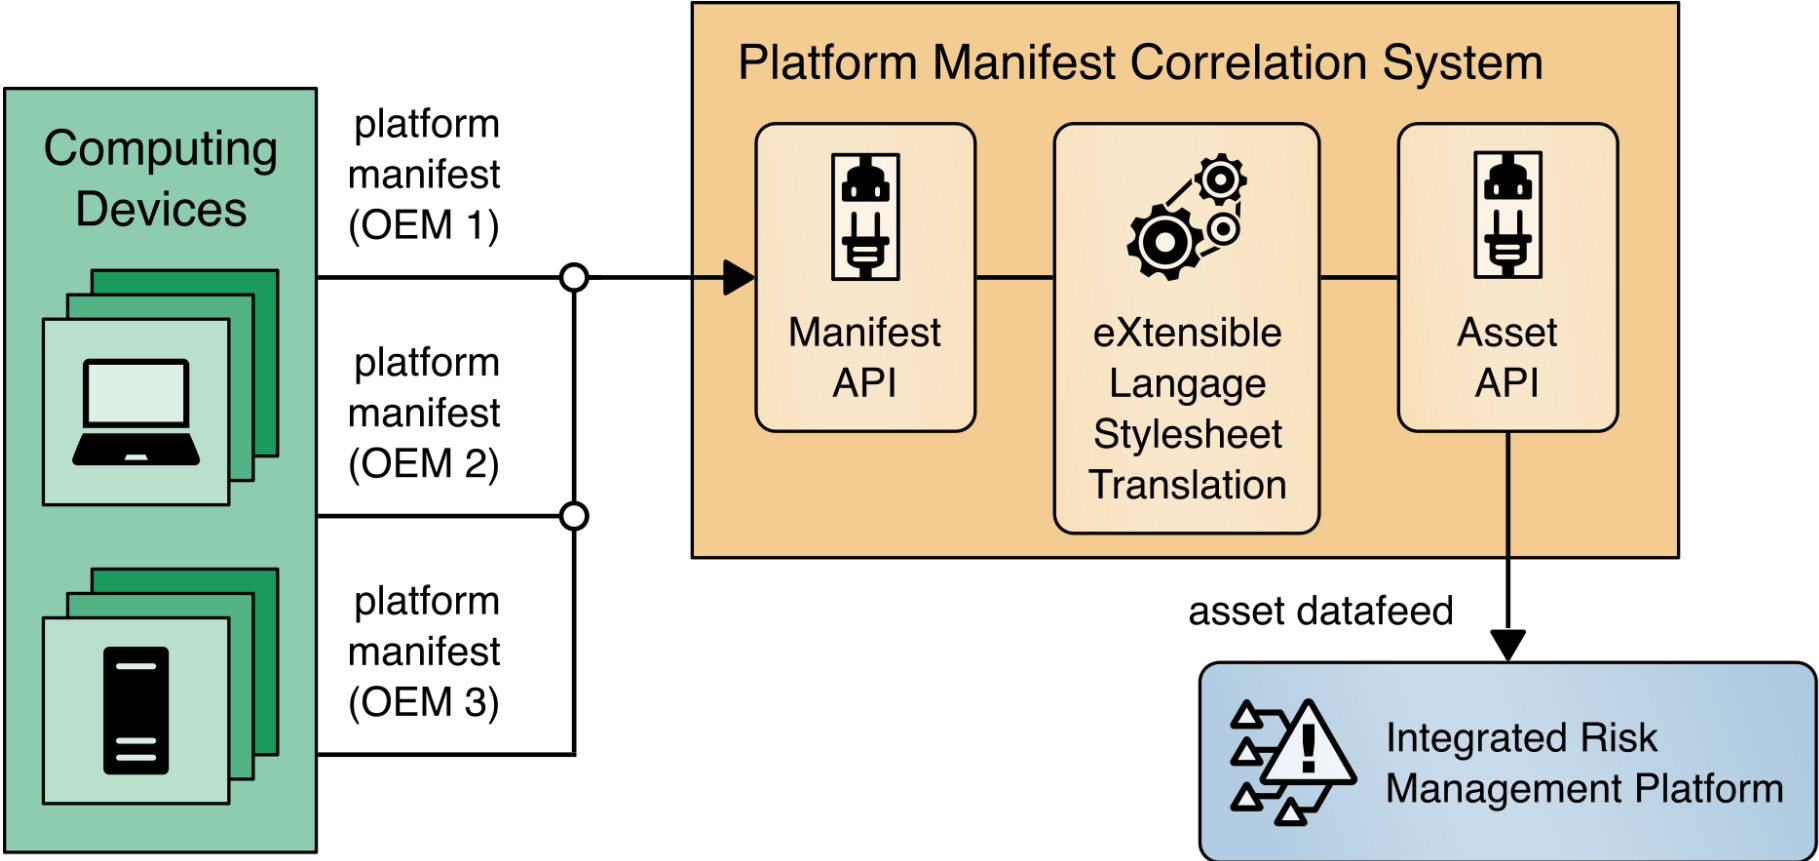 Computing
Devices
platform
manifest
(OEM 1)
platform
manifest
(OEM 2)
platform
manifest
(OEM 3)
Platform Manifest Correlation System
Manifest
API
eXtensible
Langage
Stylesheet
Translation
Asset
API
asset datafeed
Integrated Risk
Management Platform